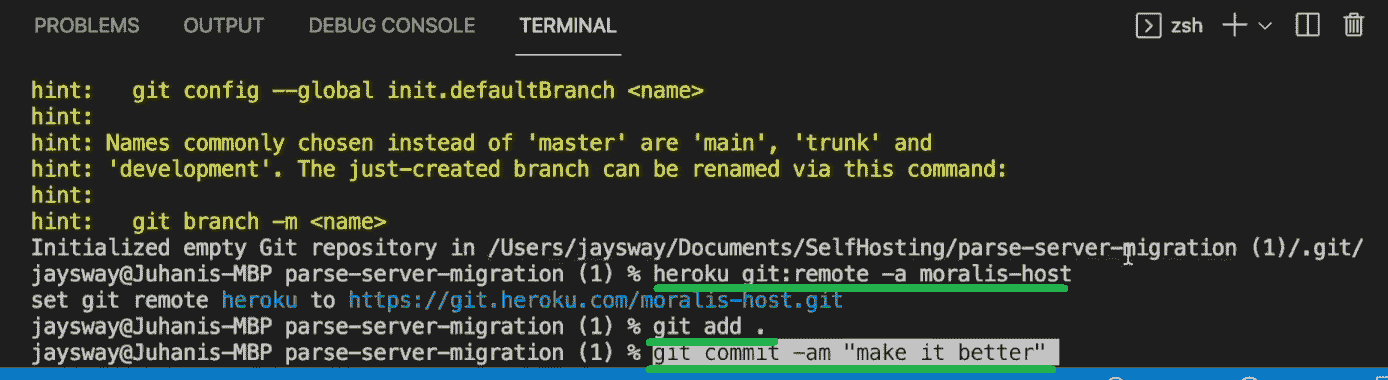 PROBLEMS OUTPUT DEBUG CONSOLE TERMINAL zsh
hint:   git config --global init.defaultBranch <name>
hint:
hint: Names commonly chosen instead of 'master' are 'main', 'trunk' and
hint: 'development'. The just-created branch can be renamed via this command:
hint:
hint:   git branch -m <name>
Initialized empty Git repository in /Users/jaysway/Documents/SelfHosting/parse-server-migration (1)/.git/
jaysway@Juhanis-MBP parse-server-migration (1) % heroku git:remote -a moralis-host
set git remote heroku to https://git.heroku.com/moralis-host.git
jaysway@Juhanis-MBP parse-server-migration (1) % git add .
jaysway@Juhanis-MBP parse-server-migration (1) % git commit -am "make it better"